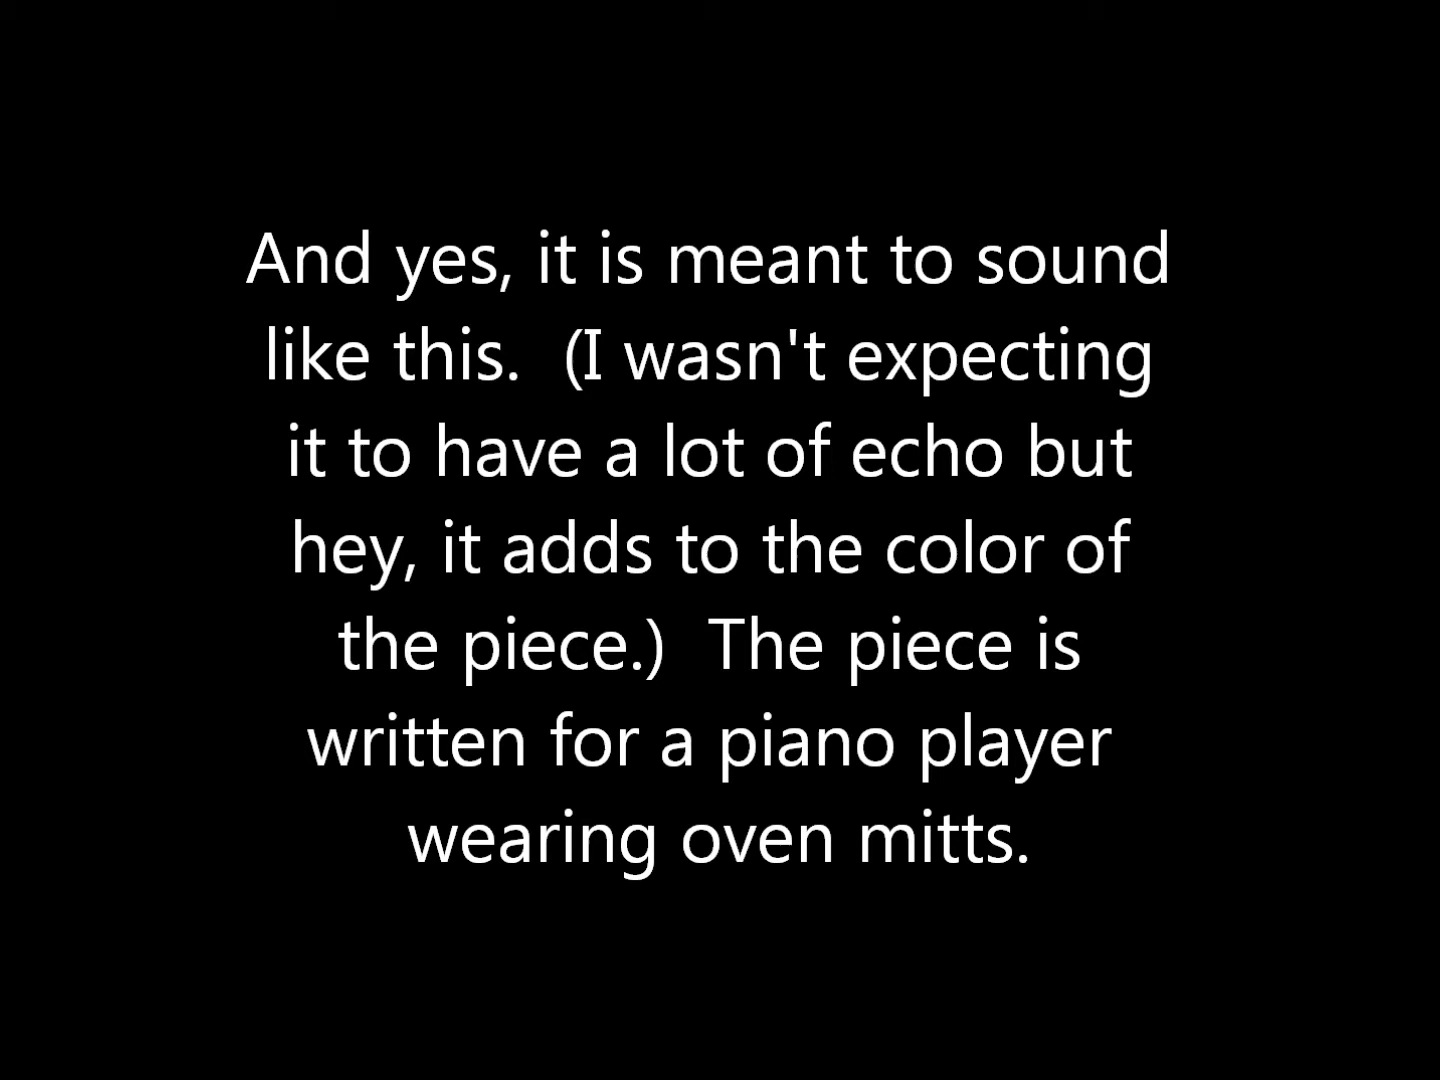 And yes, it is meant to sound
like this.  (I wasn't expecting
it to have a lot of echo but
hey, it adds to the color of
the piece.)  The piece is
written for a piano player
wearing oven mitts.